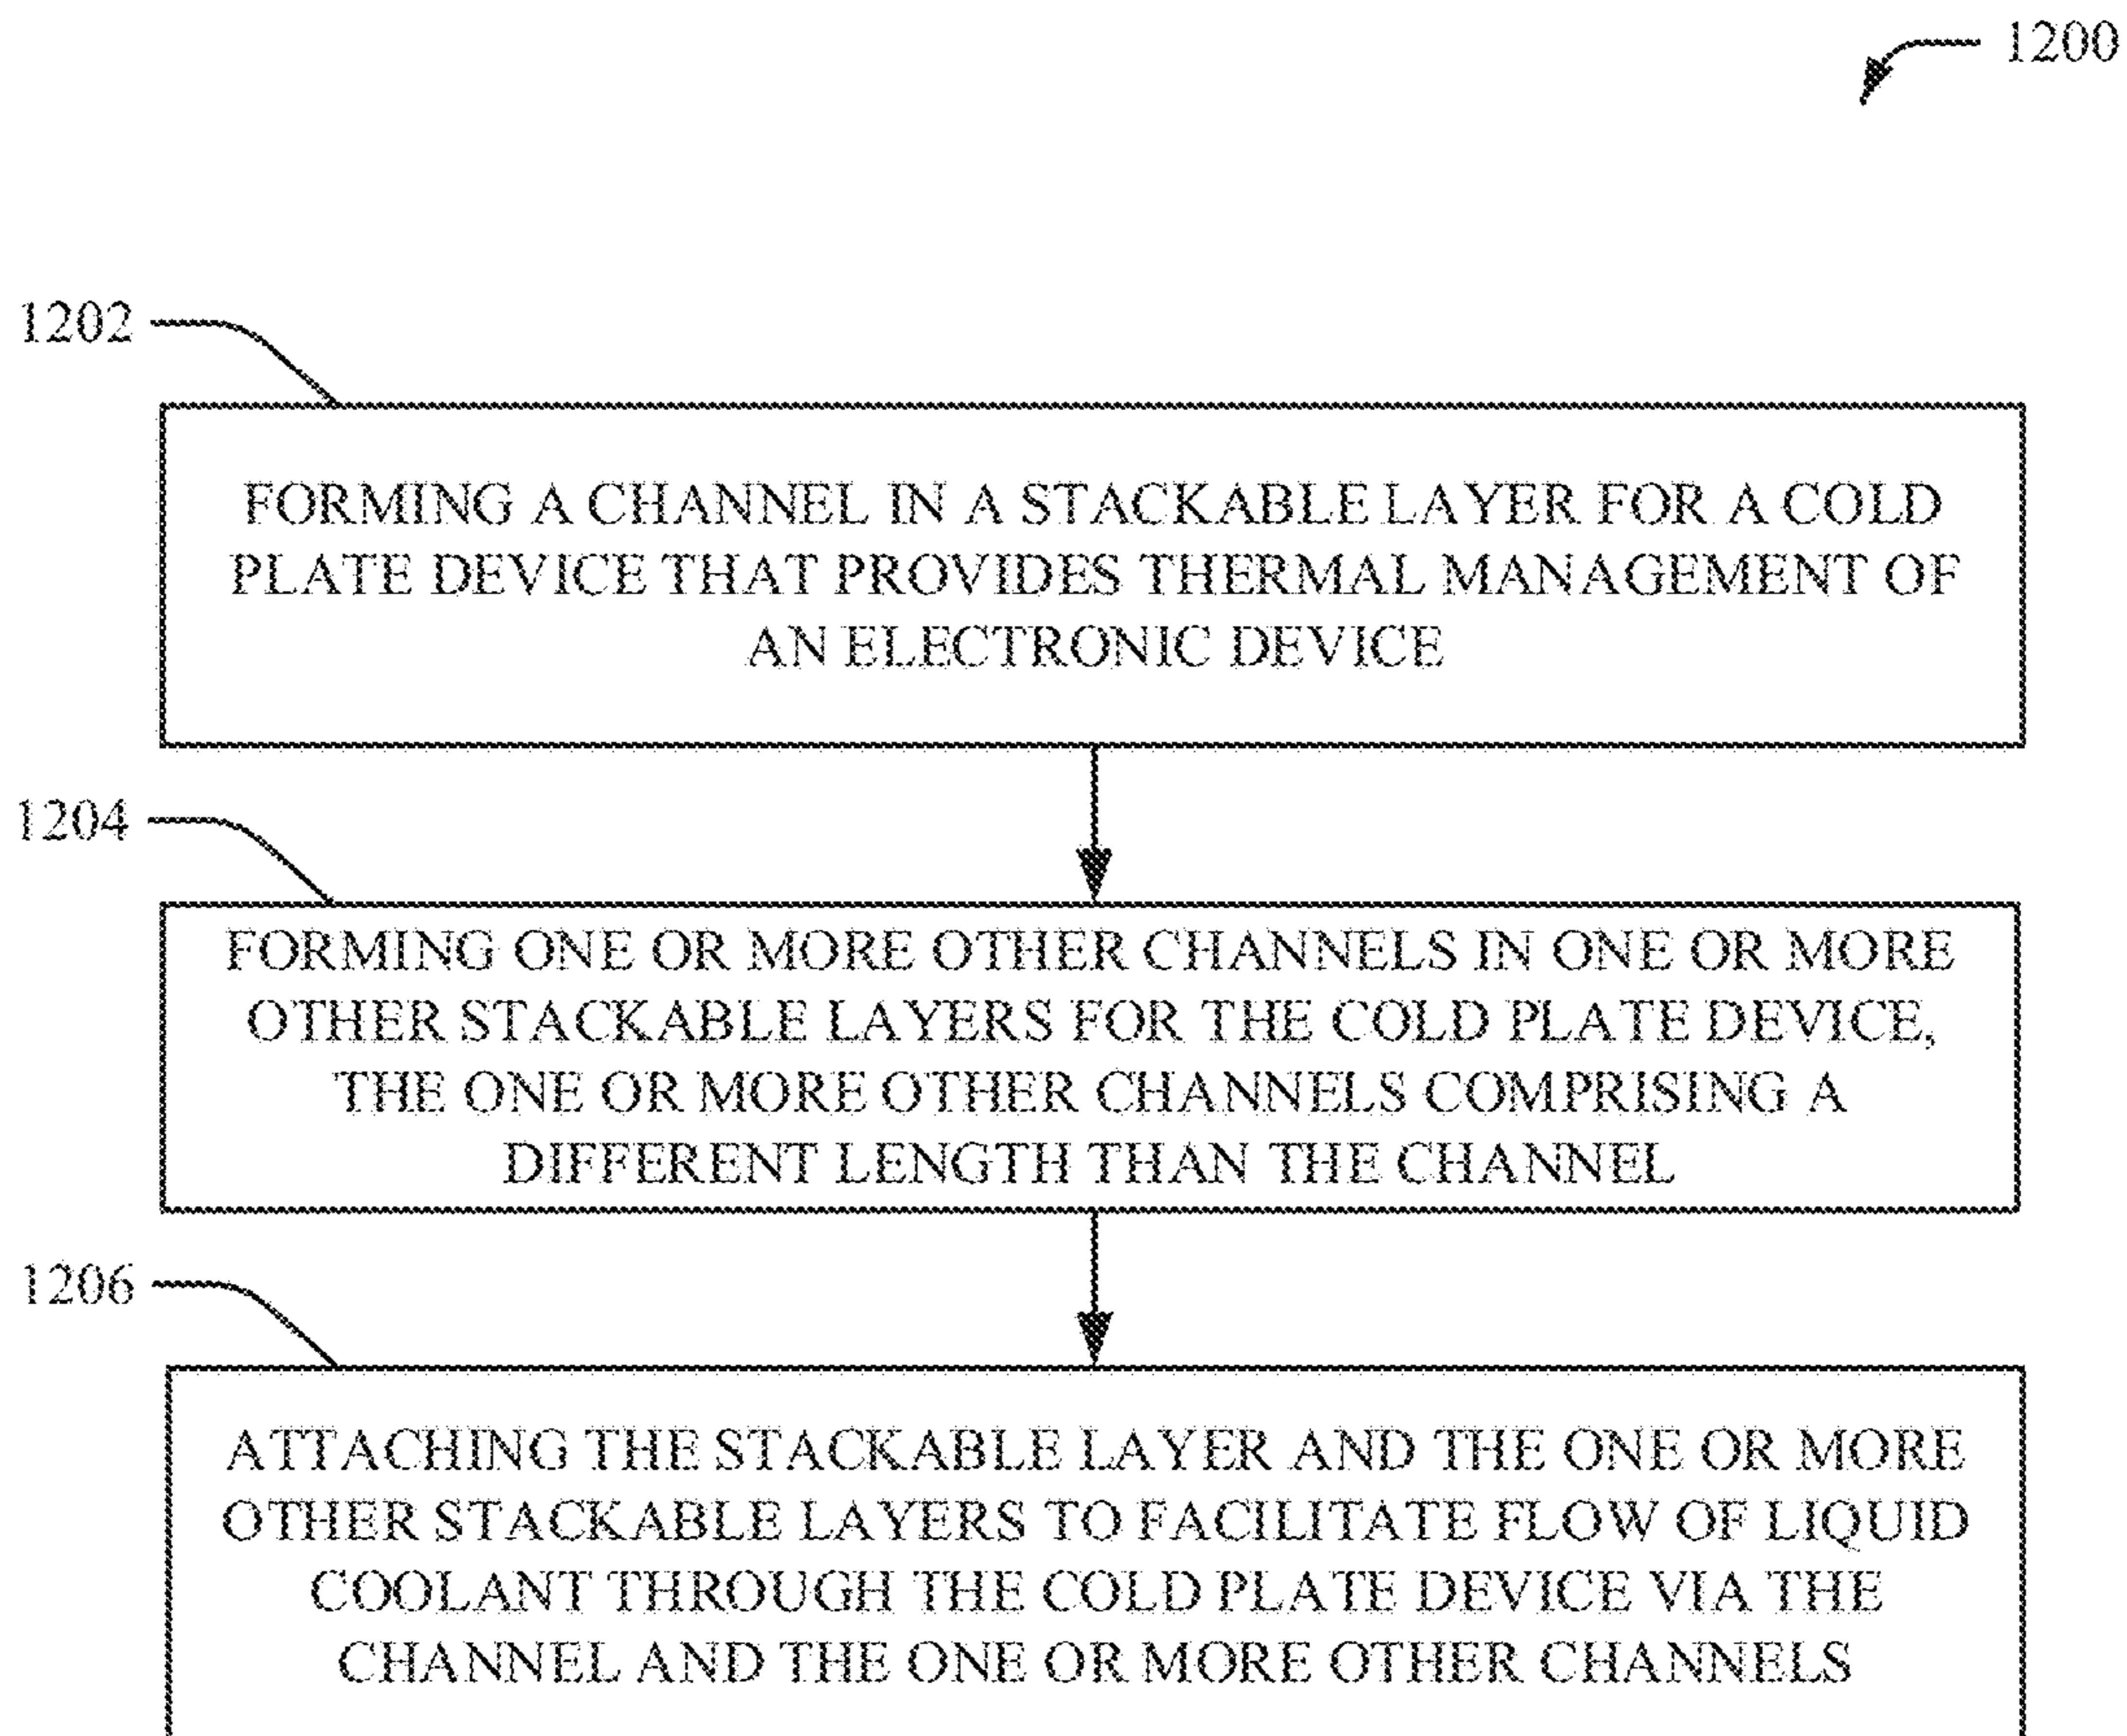 1200
1202
FORMING A CHANNEL IN A STACKABLE LAYER FOR A COLD
PLATE DEVICE THAT PROVIDES THERMAL MANAGEMENT OF
AN ELECTRONIC DEVICE
1204
FORMING ONE OR MORE OTHER CHANNELS IN ONE OR MORE
OTHER STACKABLE LAYERS FOR THE COLD PLATE DEVICE,
THE ONE OR MORE OTHER CHANNELS COMPRISING A
DIFFERENT LENGTH THAN THE CHANNEL
1206
ATTACHING THE STACKABLE LAYER AND THE ONE OR MORE
OTHER STACKABLE LAYERS TO FACILITATE FLOW OF LIQUID
COOLANT THROUGH THE COLD PLATE DEVICE VIA THE
CHANNEL AND THE ONE OR MORE OTHER CHANNELS